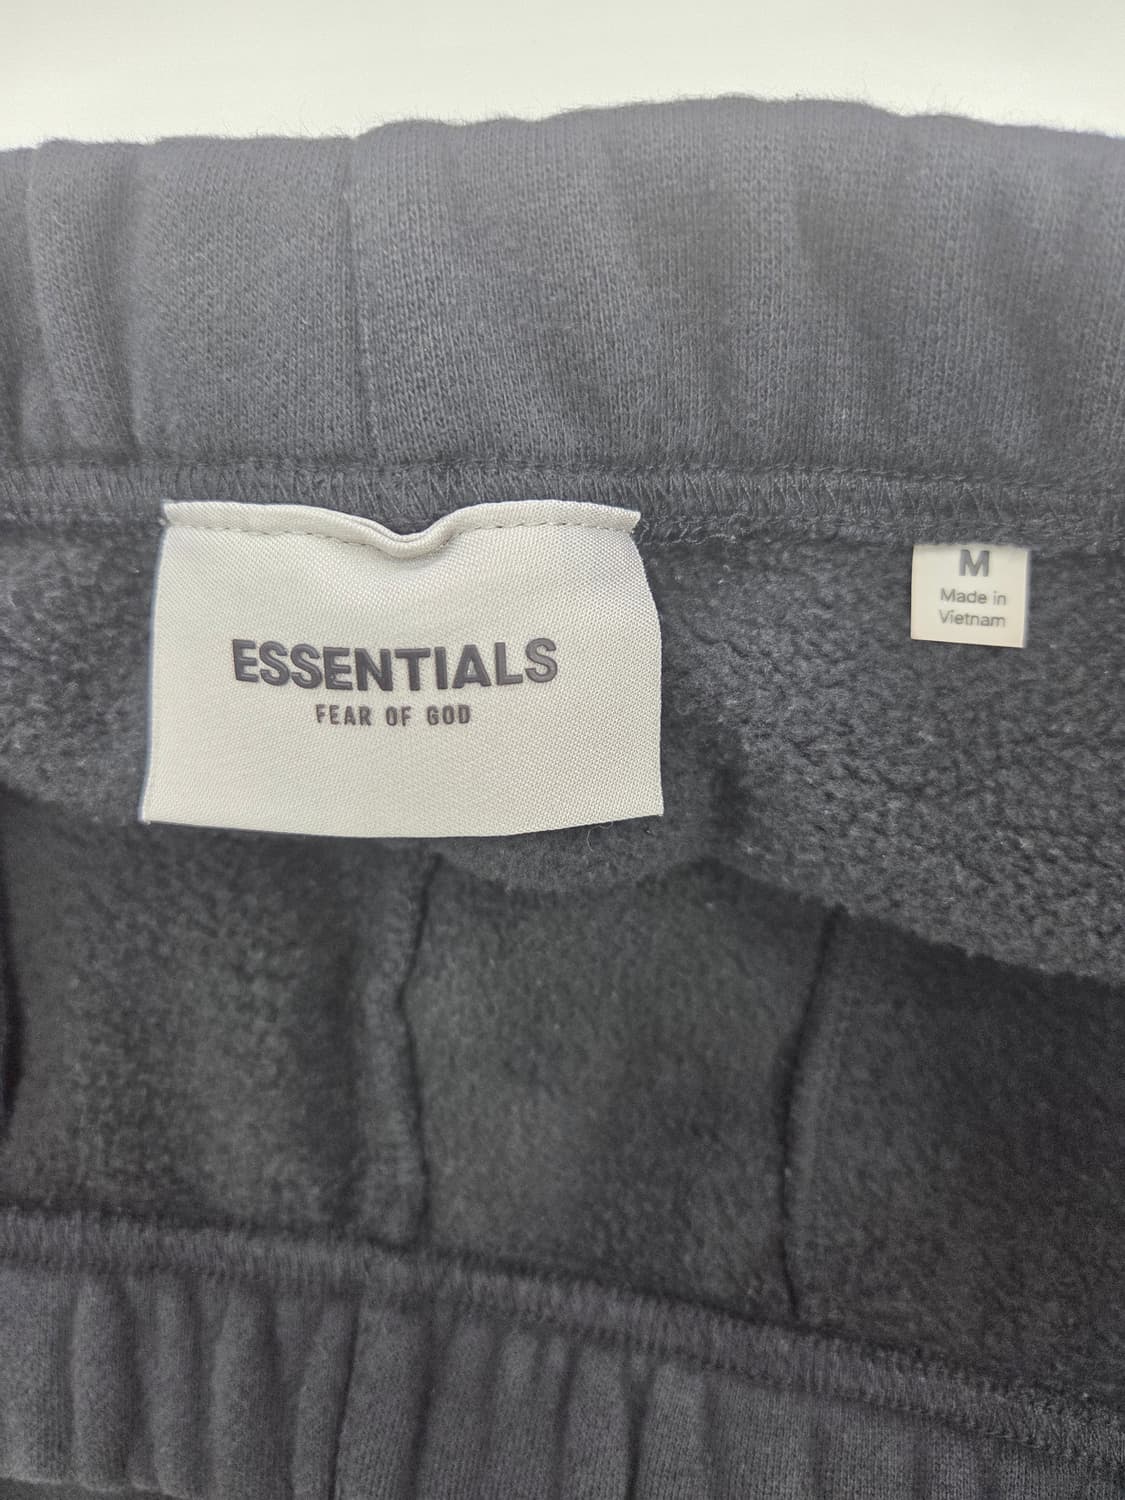 ESSENTIALS
FEAR OF GOD
M
Made in
Vietnam